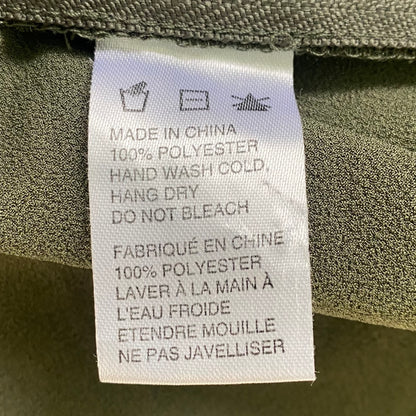 MADE IN CHINA
100% POLYESTER
HAND WASH COLD,
HANG DRY
DO NOT BLEACH
FABRIQUÉ EN CHINE
100% POLYESTER
LAVER À LA MAIN À
L'EAU FROIDE
ETENDRE MOUILLE
NE PAS JAVELLISER